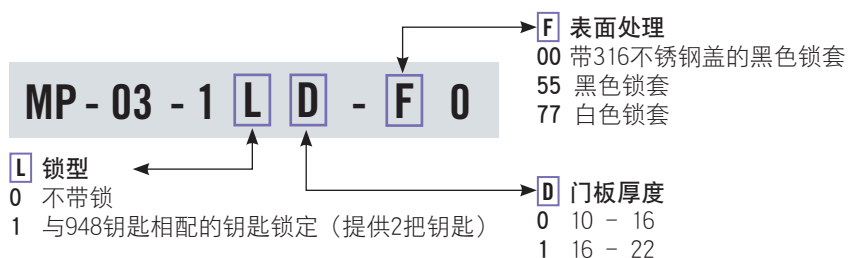 F 表面处理
00 带316不锈钢盖的黑色锁套
55 黑色锁套
77 白色锁套
MP - 03 - 1 L D - F 0
L 锁型
0 不带锁
1 与948钥匙相配的钥匙锁定（提供2把钥匙）
D 门板厚度
0 10 - 16
1 16 - 22